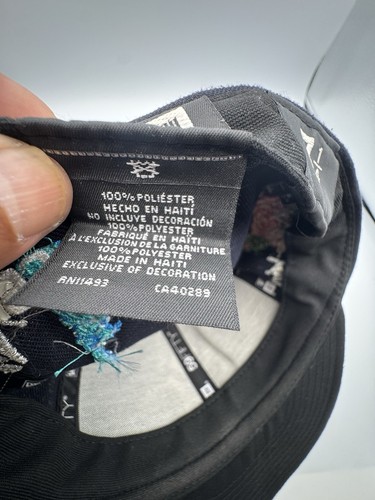 100% POLIÉSTER
HECHO EN HAITÍ
NO INCLUYE DECORACIÓN
100% POLYESTER
FABRIQUÉ EN HAÏTI
À L'EXCLUSION DE LA GARNITURE
100% POLYESTER
MADE IN HAITI
EXCLUSIVE OF DECORATION
RN11493 CA40289